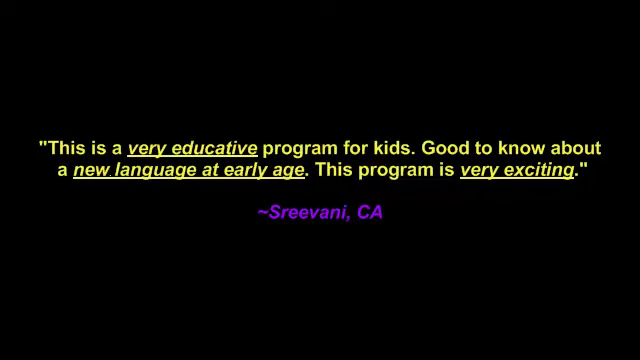 "This is a very educative program for kids. Good to know about
a new language at early age. This program is very exciting."
~Sreevani, CA